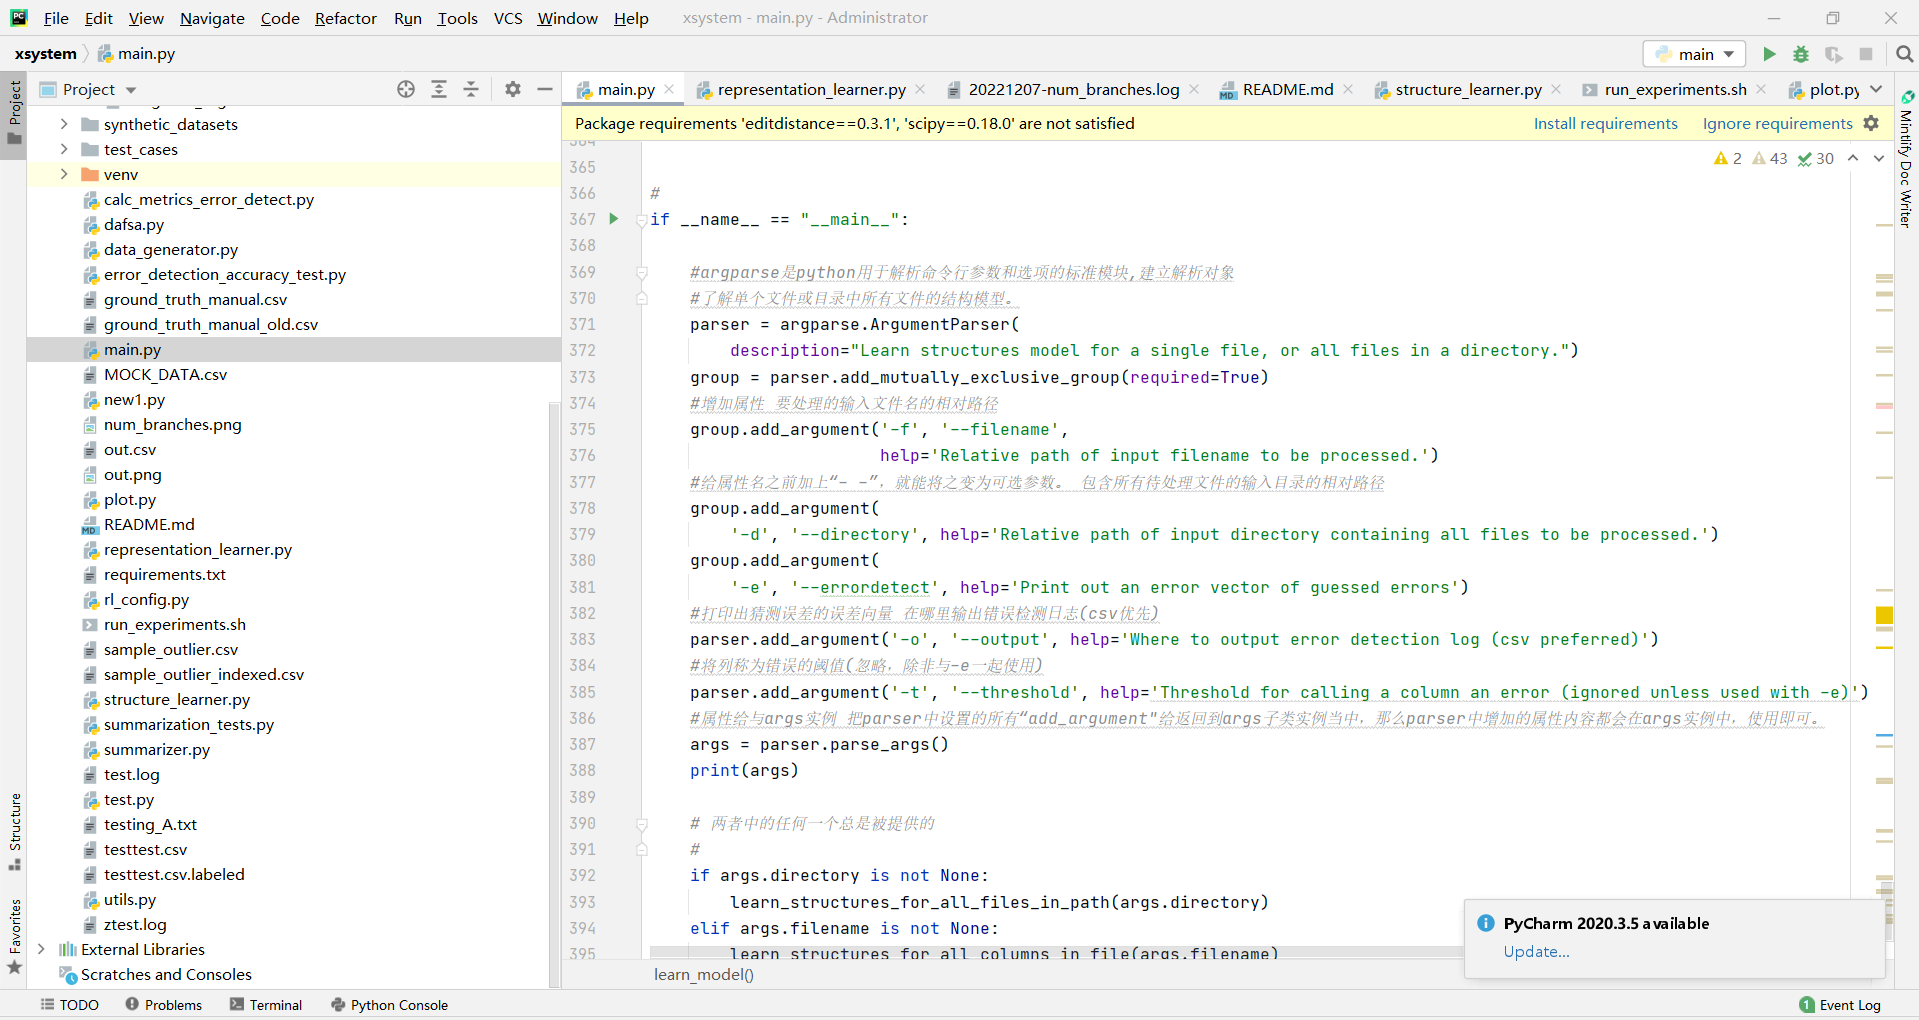 File Edit View Navigate Code Refactor Run Tools VCS Window Help xsystem - main.py - Administrator
xsystem main.py main
Project
main.py representation_learner.py 20221207-num_branches.log README.md structure_learner.py run_experiments.sh plot.py
Package requirements 'editdistance==0.3.1', 'scipy==0.18.0' are not satisfied Install requirements Ignore requirements
2 43 30
Project
Structure
Favorites
Mintlify Doc Writer
synthetic_datasets
test_cases
venv
calc_metrics_error_detect.py
dafsa.py
data_generator.py
error_detection_accuracy_test.py
ground_truth_manual.csv
ground_truth_manual_old.csv
main.py
MOCK_DATA.csv
new1.py
num_branches.png
out.csv
out.png
plot.py
README.md
representation_learner.py
requirements.txt
rl_config.py
run_experiments.sh
sample_outlier.csv
sample_outlier_indexed.csv
structure_learner.py
summarization_tests.py
summarizer.py
test.log
test.py
testing_A.txt
testtest.csv
testtest.csv.labeled
utils.py
ztest.log
External Libraries
Scratches and Consoles
364
365
366 #
367 if __name__ == "__main__":
368
369 #argparse是python用于解析命令行参数和选项的标准模块,建立解析对象
370 #了解单个文件或目录中所有文件的结构模型。
371 parser = argparse.ArgumentParser(
372 description="Learn structures model for a single file, or all files in a directory.")
373 group = parser.add_mutually_exclusive_group(required=True)
374 #增加属性 要处理的输入文件名的相对路径
375 group.add_argument('-f', '--filename',
376 help='Relative path of input filename to be processed.')
377 #给属性名之前加上“- -”, 就能将之变为可选参数。 包含所有待处理文件的输入目录的相对路径
378 group.add_argument(
379 '-d', '--directory', help='Relative path of input directory containing all files to be processed.')
380 group.add_argument(
381 '-e', '--errordetect', help='Print out an error vector of guessed errors')
382 #打印出猜测误差的误差向量 在哪里输出错误检测日志(csv优先)
383 parser.add_argument('-o', '--output', help='Where to output error detection log (csv preferred)')
384 #将列称为错误的阈值(忽略, 除非与-e一起使用)
385 parser.add_argument('-t', '--threshold', help='Threshold for calling a column an error (ignored unless used with -e)')
386 #属性给与args实例 把parser中设置的所有“add_argument"给返回到args子类实例当中, 那么parser中增加的属性内容都会在args实例中, 使用即可。
387 args = parser.parse_args()
388 print(args)
389
390 # 两者中的任何一个总是被提供的
391 #
392 if args.directory is not None:
393 learn_structures_for_all_files_in_path(args.directory)
394 elif args.filename is not None:
395 learn_structures_for_all_columns_in_file(args.filename)
learn_model()
PyCharm 2020.3.5 available
Update...
TODO Problems Terminal Python Console 1 Event Log